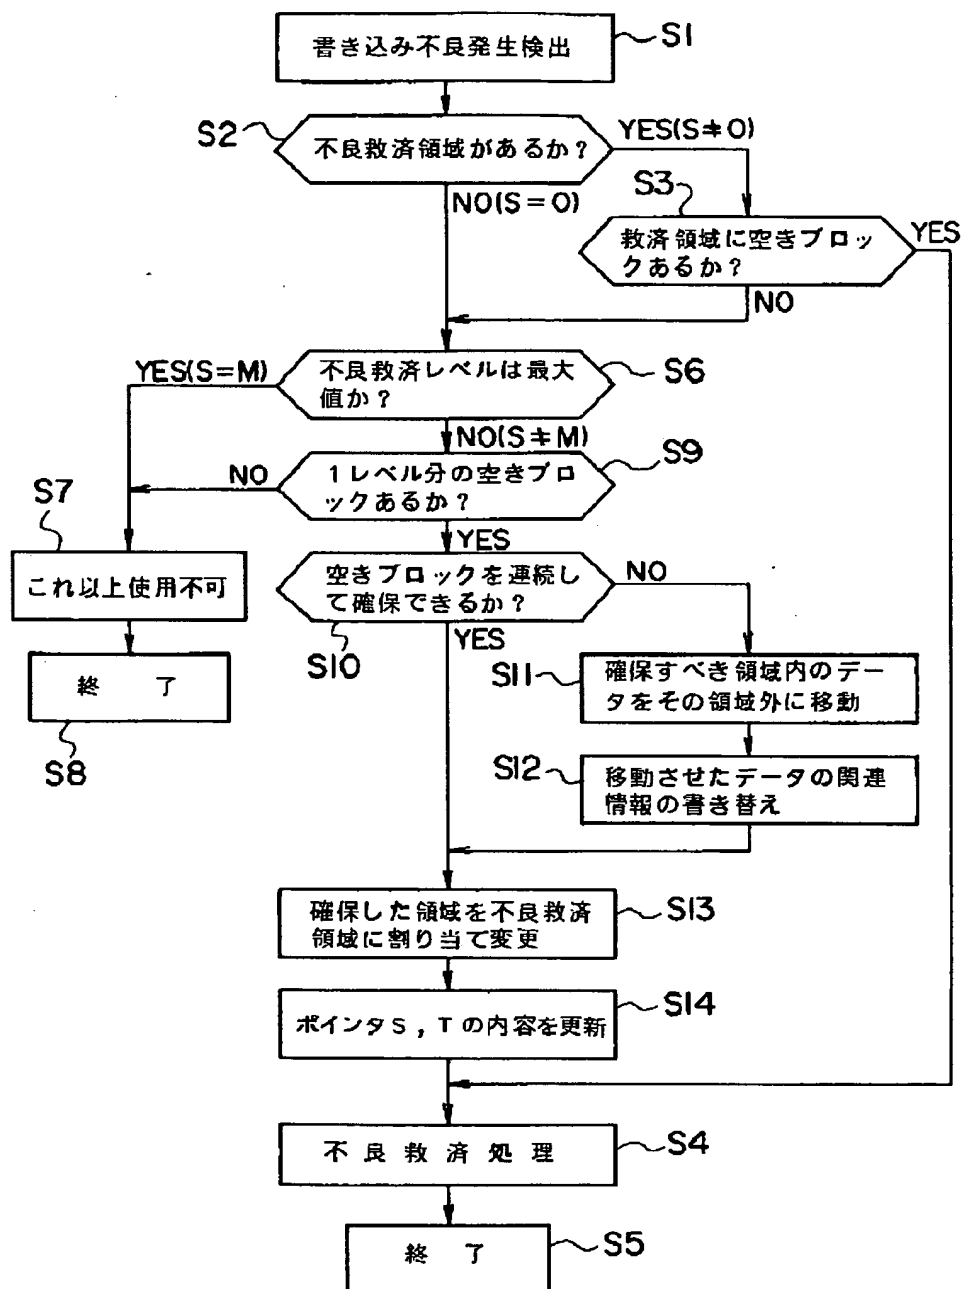 書き込み不良発生検出
S1
S2
不良救済領域があるか?
YES(S≠0)
NO(S=0)
S3
救済領域に空きブロッ
クあるか?
YES
NO
YES(S=M)
不良救済レベルは最大
値か?
S6
NO(S≠M)
1レベル分の空きブロ
ックあるか?
S9
NO
YES
S7
これ以上使用不可
空きブロックを連続し
て確保できるか?
NO
S10
YES
終 了
S8
S11
確保すべき領域内のデー
タをその領域外に移動
S12
移動させたデータの関連
情報の書き替え
確保した領域を不良救済
領域に割り当て変更
S13
ポインタS,Tの内容を更新
S14
不良救済処理
S4
終 了
S5